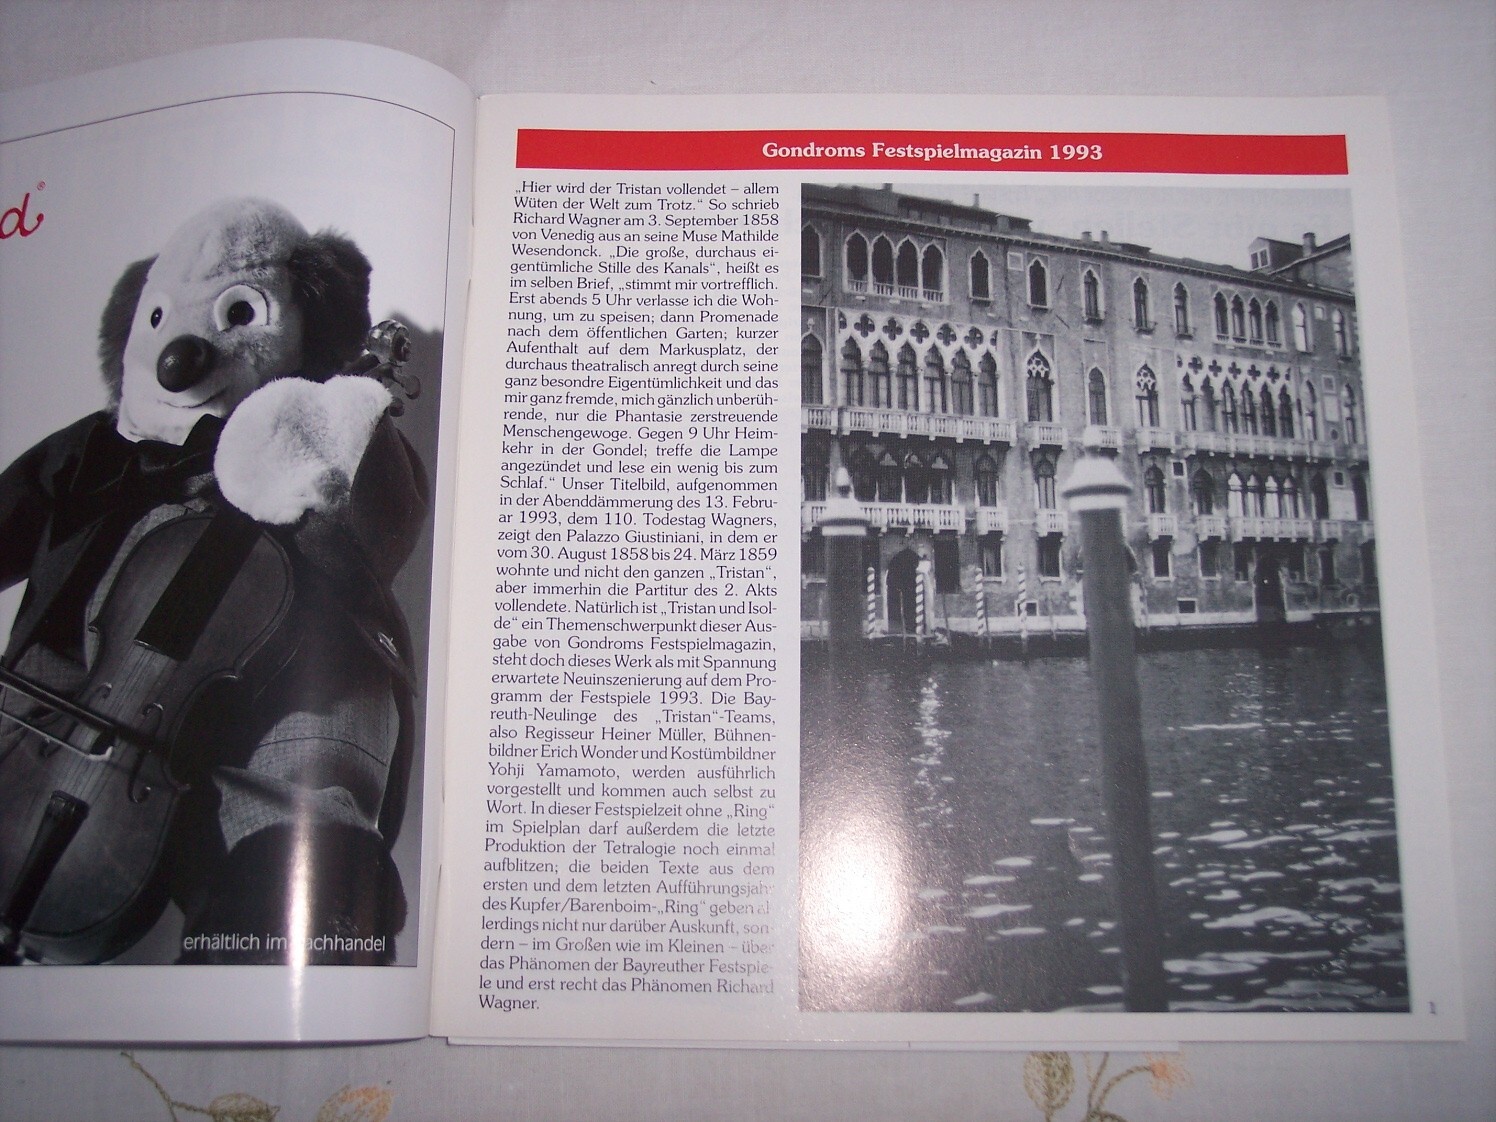 ®
erhältlich im
Gondroms Festspielmagazin 1993
„Hier wird der Tristan vollendet – allem
Wüten der Welt zum Trotz.“ So schrieb
Richard Wagner am 3. September 1858
von Venedig aus an seine Muse Mathilde
Wesendonck. „Die große, durchaus ei-
gentümliche Stille des Kanals“, heißt es
im selben Brief, „stimmt mir vortrefflich.
Erst abends 5 Uhr verlasse ich die Woh-
nung, um zu speisen; dann Promenade
nach dem öffentlichen Garten; kurzer
Aufenthalt auf dem Markusplatz, der
durchaus theatralisch anregt durch seine
ganz besondre Eigentümlichkeit und das
mir ganz fremde, mich gänzlich unberüh-
rende, nur die Phantasie zerstreuende
Menschengewoge. Gegen 9 Uhr Heim-
kehr in der Gondel; treffe die Lampe
angezündet und lese ein wenig bis zum
Schlaf.“ Unser Titelbild, aufgenommen
in der Abenddämmerung des 13. Febru-
ar 1993, dem 110. Todestag Wagners,
zeigt den Palazzo Giustiniani, in dem er
vom 30. August 1858 bis 24. März 1859
wohnte und nicht den ganzen „Tristan“,
aber immerhin die Partitur des 2. Akts
vollendete. Natürlich ist „Tristan und Isol-
de“ ein Themenschwerpunkt dieser Aus-
gabe von Gondroms Festspielmagazin,
steht doch dieses Werk als mit Spannung
erwartete Neuinszenierung auf dem Pro-
gramm der Festspiele 1993. Die Bay-
reuth-Neulinge des „Tristan“-Teams,
also Regisseur Heiner Müller, Bühnen-
bildner Erich Wonder und Kostümbildner
Yohji Yamamoto, werden ausführlich
vorgestellt und kommen auch selbst zu
Wort. In dieser Festspielzeit ohne „Ring“
im Spielplan darf außerdem die letzte
Produktion der Tetralogie noch einmal
aufblitzen; die beiden Texte aus dem
ersten und dem letzten Aufführungsjahr
des Kupfer/Barenboim-„Ring“ geben al-
lerdings nicht nur darüber Auskunft, son-
dern – im Großen wie im Kleinen – über
das Phänomen der Bayreuther Festspie-
le und erst recht das Phänomen Richard
Wagner.
1